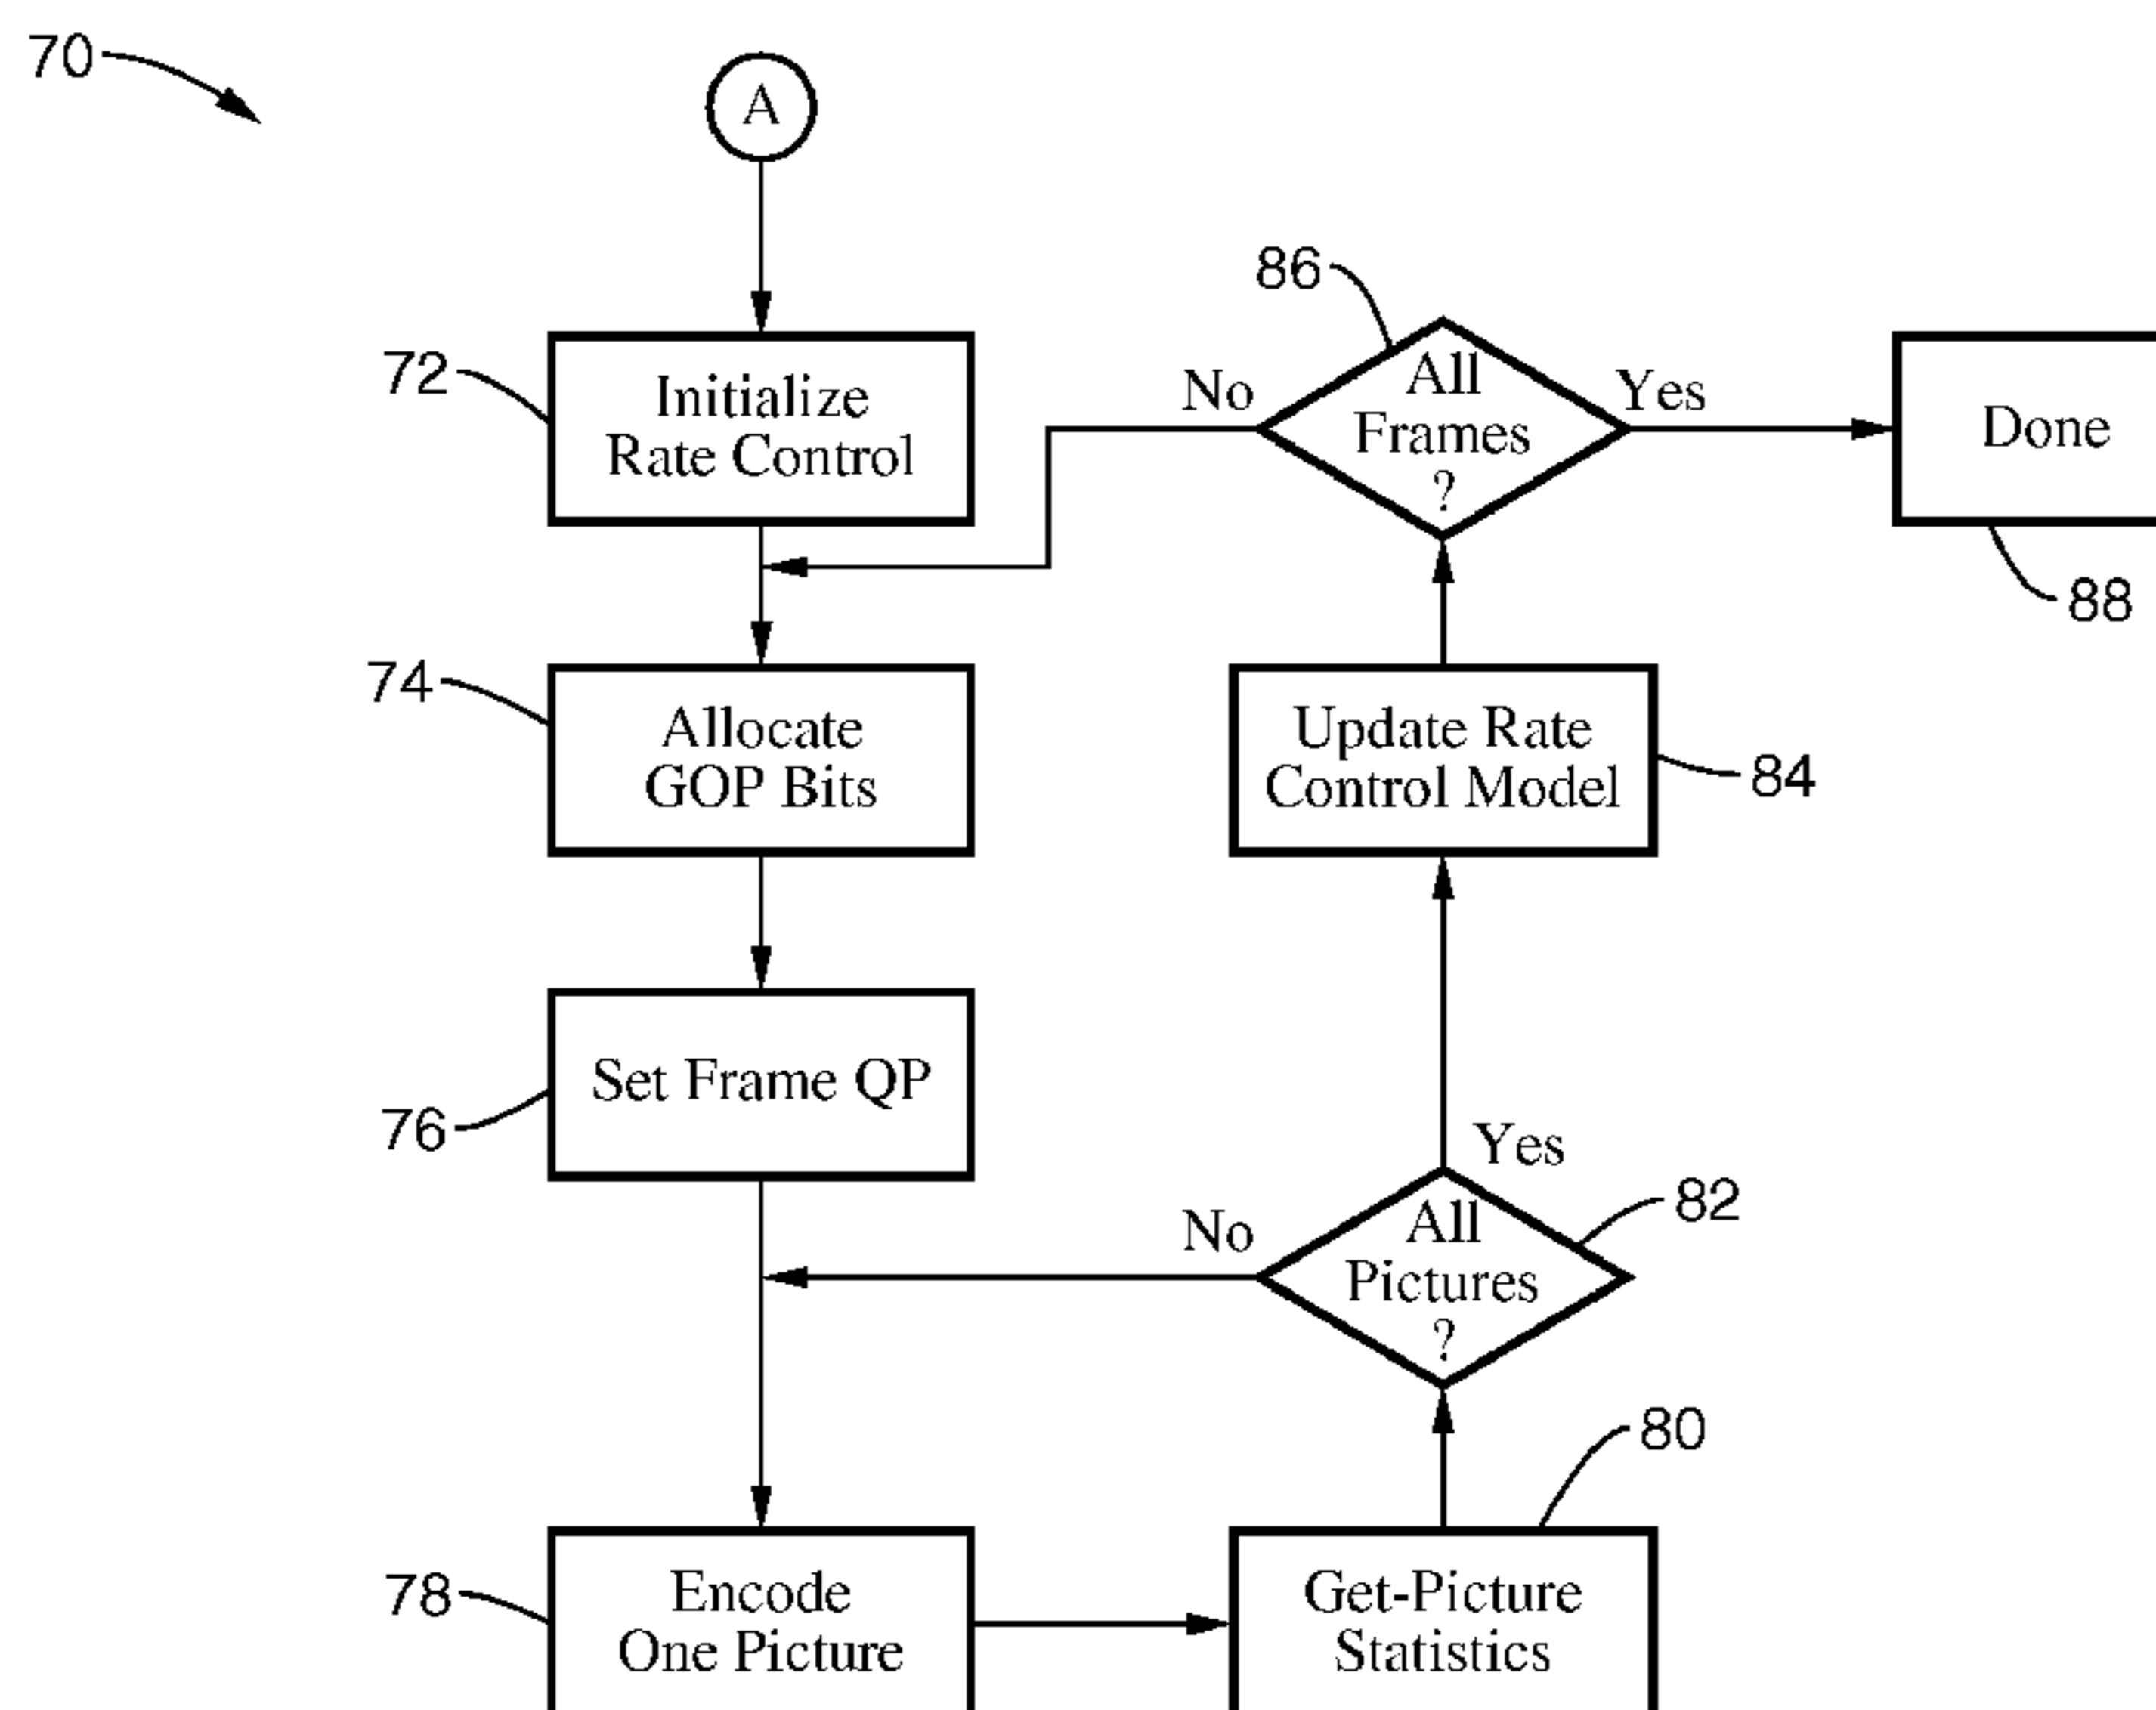 70
A
72
Initialize
Rate Control
74
Allocate
GOP Bits
76
Set Frame QP
78
Encode
One Picture
80
Get-Picture
Statistics
82
All
Pictures
?
No
Yes
84
Update Rate
Control Model
86
All
Frames
?
No
Yes
Done
88